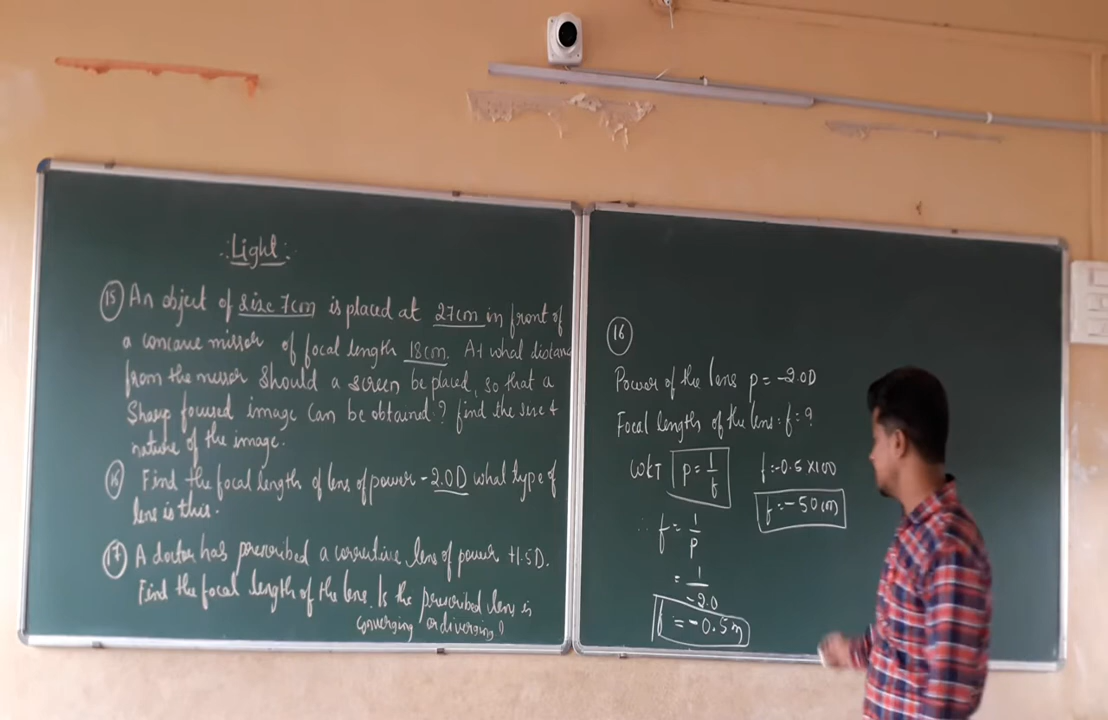 ∴ Light :
15 An object of size 7cm is placed at 27cm in front of
a concave mirror of focal length 18cm. At what distanc
from the mirror should a screen be placed, so that a
Sharp focused image can be obtained? find the size &
nature of the image.
16 Find the focal length of lens of power - 2.0D what type of
lens is this.
17 A doctor has prescribed a corrective lens of power +1.5D.
Find the focal length of the lens. Is the prescribed lens is
converging or diverging?
16
Power of the lens p = -2.0D
Focal length of the lens : f = ?
WKT p = 1/f
∴ f = 1/p
= 1/-2.0
f = -0.5m
f = -0.5 x 100
f = -50cm